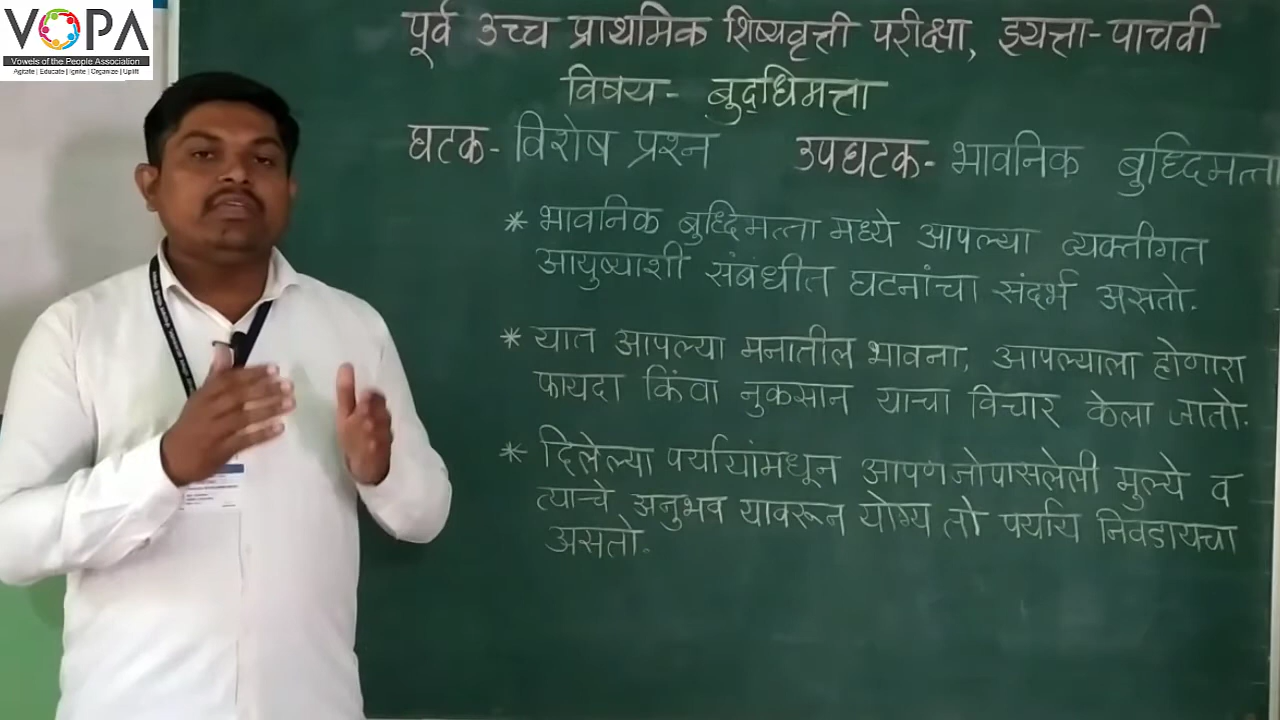 VOPA
Vowels of the People Association
Agitate | Educate | Ignite | Organize | Uplift
पूर्व उच्च प्राथमिक शिष्यवृत्ती परीक्षा, इयत्ता-पाचवी
विषय- बुद्‌धिमत्ता
घटक- विशेष प्रश्न उपघटक- भावनिक बुध्दिमत्ता
* भावनिक बुध्दिमत्ता मध्ये आपल्या व्यक्तीगत
आयुष्याशी संबंधीत घटनांचा संदर्भ असतो.
* यात आपल्या मनातील भावना, आपल्याला होणारा
फायदा किंवा नुकसान याचा विचार केला जातो.
* दिलेल्या पर्यायांमधून आपण जोपासलेली मुल्ये व
त्याचे अनुभव यावरून योग्य तो पर्याय निवडायचा
असतो.